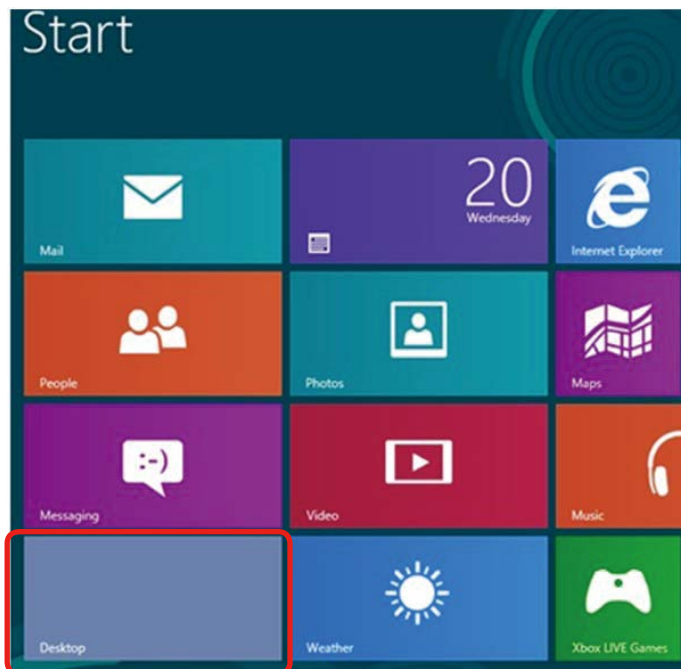 Start
Mail
20
Wednesday
Internet Explorer
People
Photos
Maps
:-)
Messaging
Video
Music
Desktop
Weather
Xbox LIVE Games